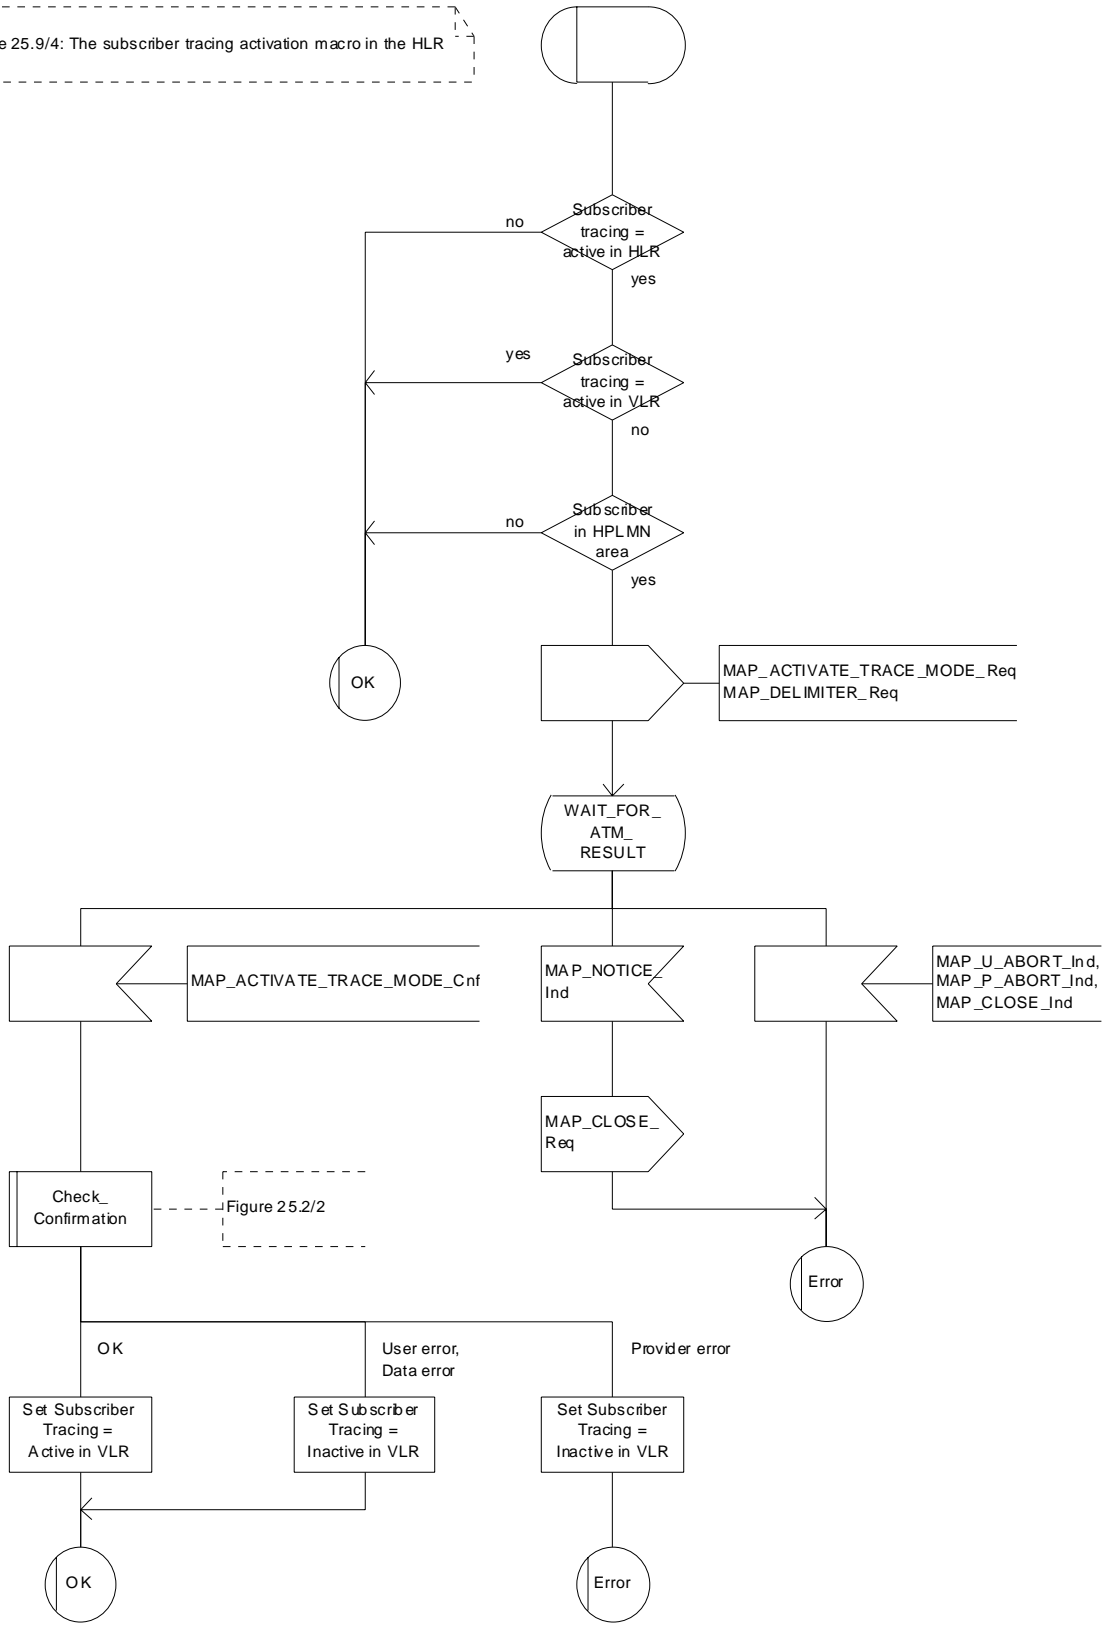 e 25.9/4: The subscriber tracing activation macro in the HLR
Subscriber
tracing =
active in HLR
no
yes
Subscriber
tracing =
active in VLR
yes
no
Subscriber
in HPLMN
area
no
yes
OK
MAP_ACTIVATE_TRACE_MODE_Req
MAP_DELIMITER_Req
WAIT_FOR_
ATM_
RESULT
MAP_ACTIVATE_TRACE_MODE_Cnf
MAP_NOTICE_
Ind
MAP_U_ABORT_Ind,
MAP_P_ABORT_Ind,
MAP_CLOSE_Ind
MAP_CLOSE_
Req
Check_
Confirmation
Figure 25.2/2
Error
OK
User error,
Data error
Provider error
Set Subscriber
Tracing =
Active in VLR
Set Subscriber
Tracing =
Inactive in VLR
Set Subscriber
Tracing =
Inactive in VLR
OK
Error